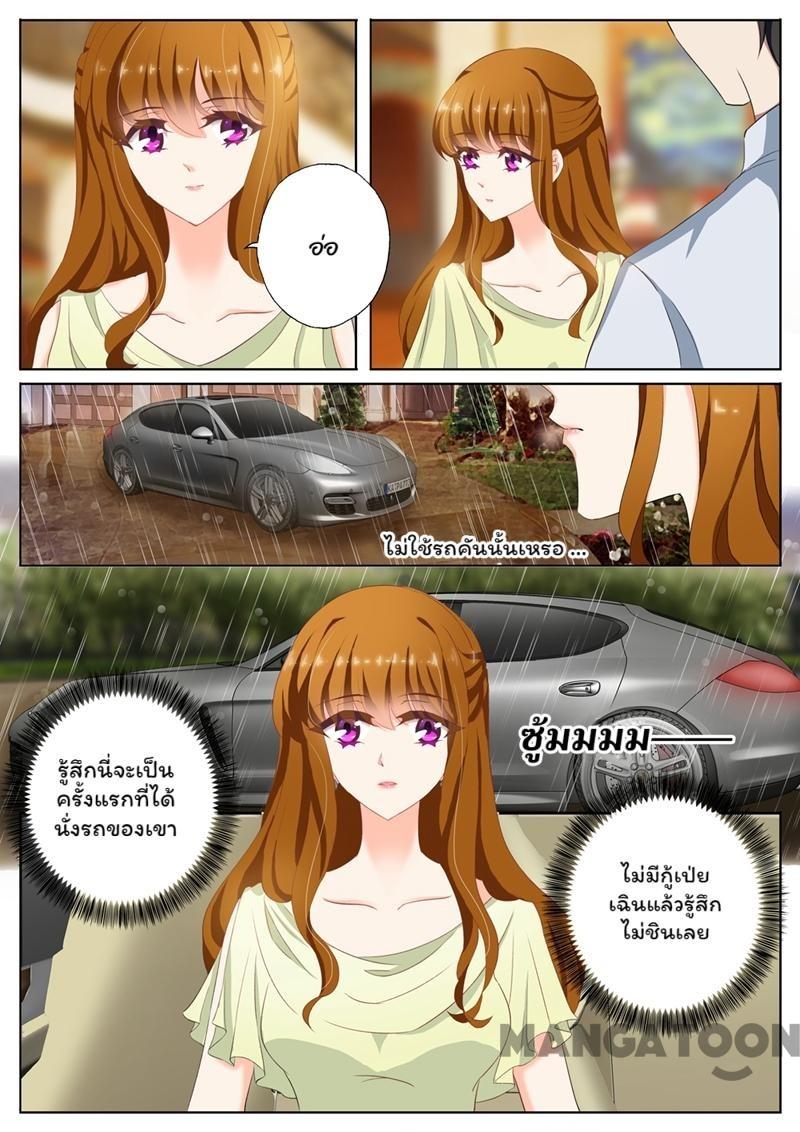 อ่อ
ไม่ใช้รถคันนั้นเหรอ ...
ซู้มมมม
รู้สึกนี่จะเป็น
ครั้งแรกที่ได้
นั่งรถของเขา
ไม่มีกู้เป่ย
เฉินแล้วรู้สึก
ไม่ชินเลย
MANGATOON